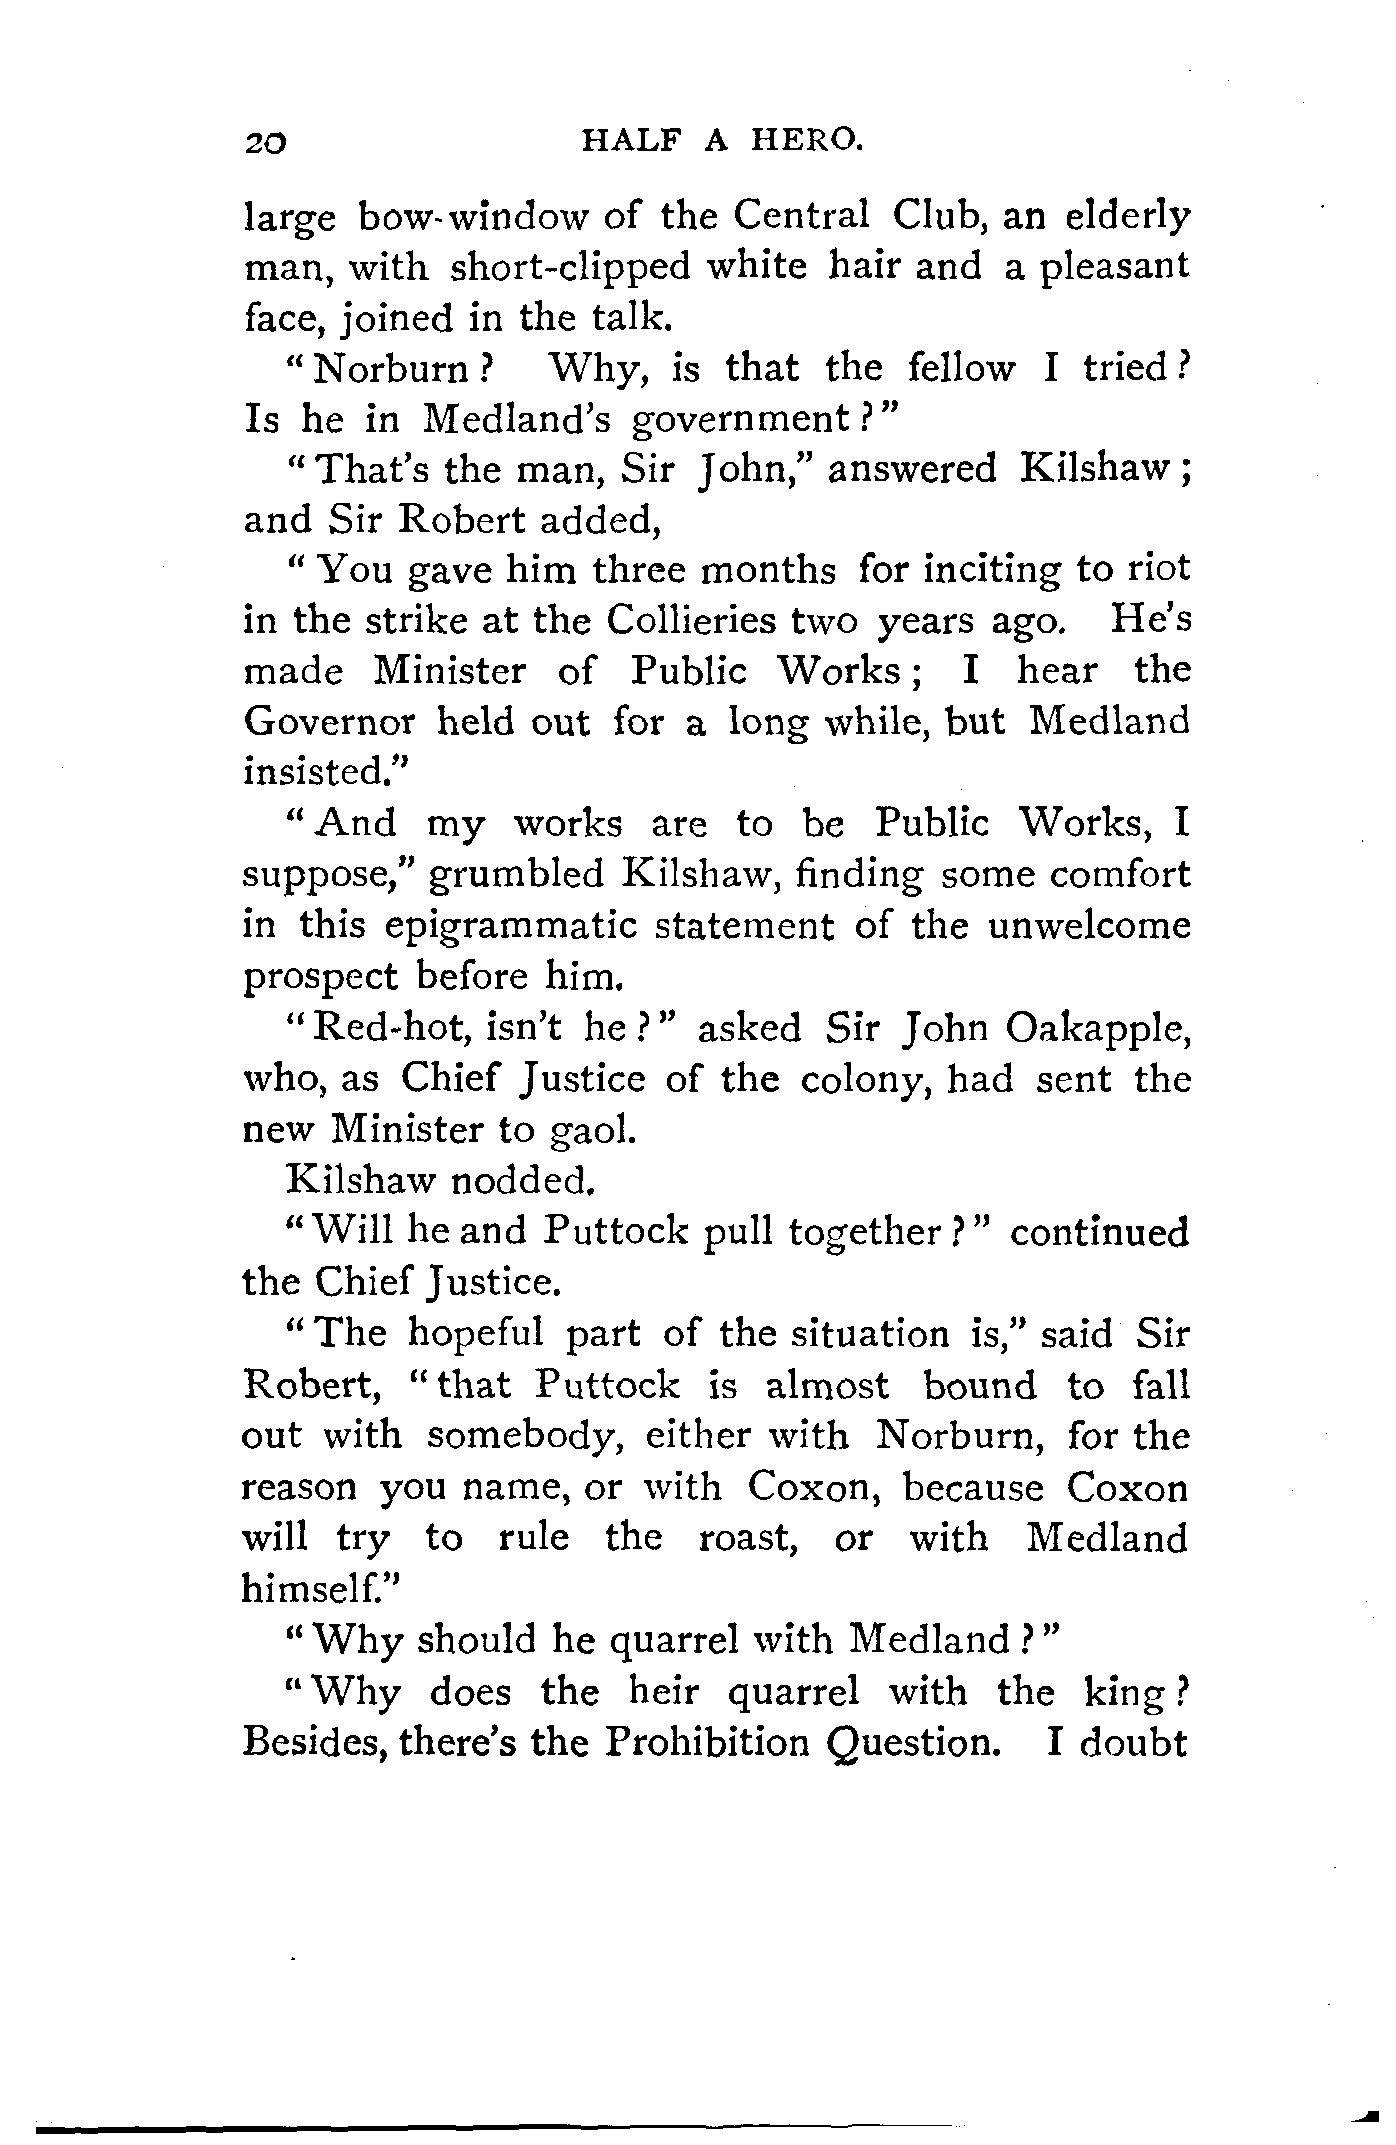 20 HALF A HERO.
large bow-window of the Central Club, an elderly
man, with short-clipped white hair and a pleasant
face, joined in the talk.
“Norburn? Why, is that the fellow I tried?
Is he in Medland's government?”
“That's the man, Sir John,” answered Kilshaw;
and Sir Robert added,
“You gave him three months for inciting to riot
in the strike at the Collieries two years ago. He's
made Minister of Public Works; I hear the
Governor held out for a long while, but Medland
insisted.”
“And my works are to be Public Works, I
suppose,” grumbled Kilshaw, finding some comfort
in this epigrammatic statement of the unwelcome
prospect before him.
“Red-hot, isn't he?” asked Sir John Oakapple,
who, as Chief Justice of the colony, had sent the
new Minister to gaol.
Kilshaw nodded.
“Will he and Puttock pull together?” continued
the Chief Justice.
“The hopeful part of the situation is,” said Sir
Robert, “that Puttock is almost bound to fall
out with somebody, either with Norburn, for the
reason you name, or with Coxon, because Coxon
will try to rule the roast, or with Medland
himself.”
“Why should he quarrel with Medland?”
“Why does the heir quarrel with the king?
Besides, there's the Prohibition Question. I doubt